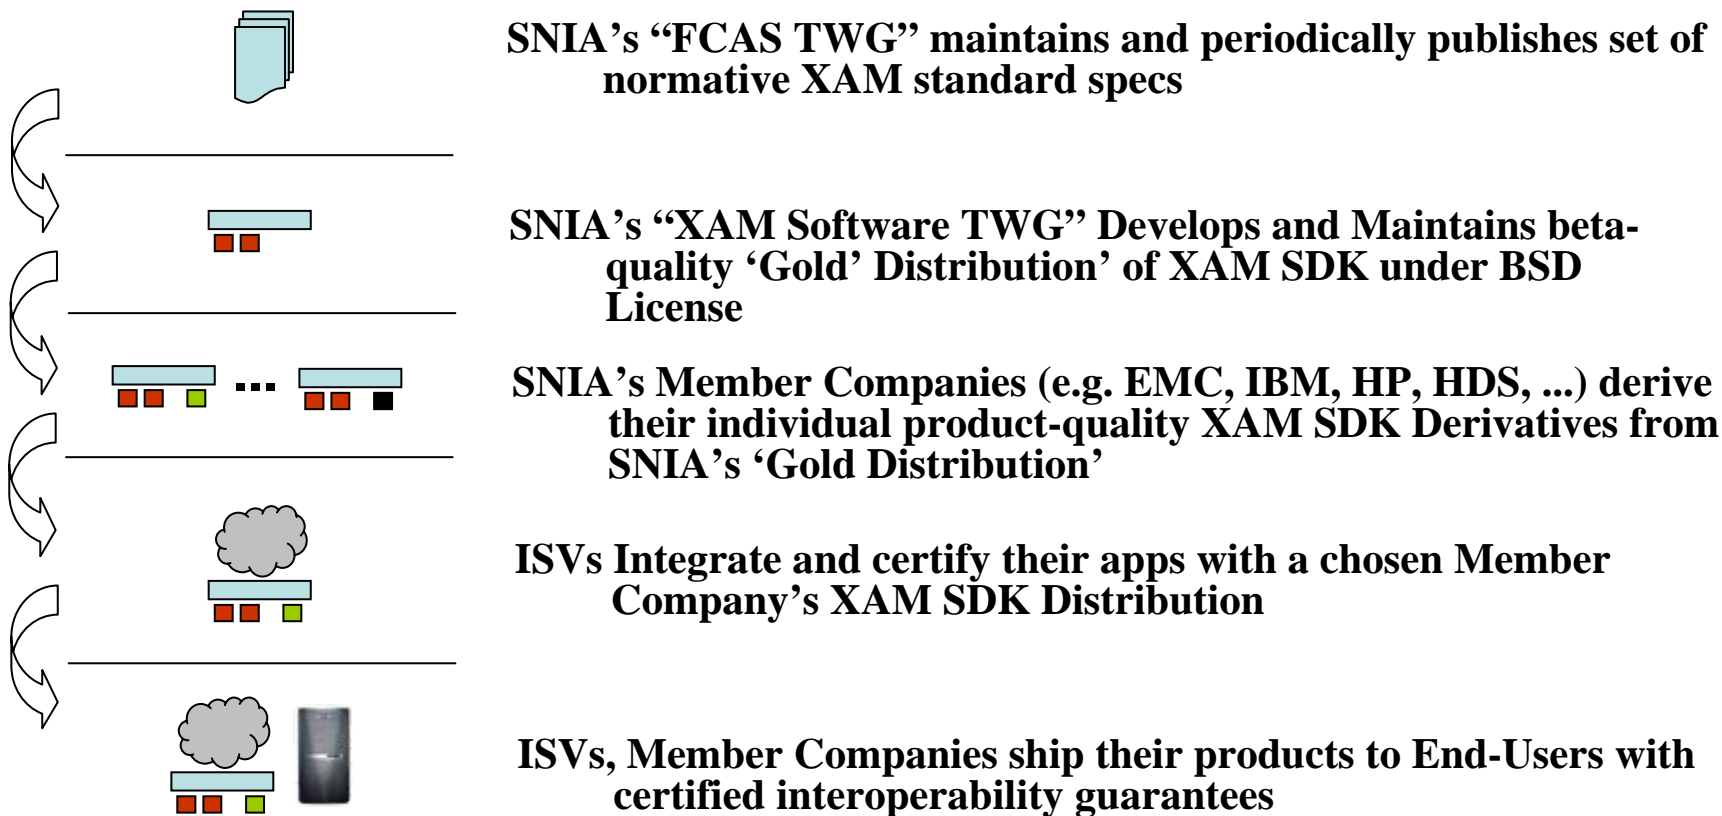 SNIA’s “FCAS TWG” maintains and periodically publishes set of
normative XAM standard specs
SNIA’s “XAM Software TWG” Develops and Maintains beta-
quality ‘Gold’ Distribution’ of XAM SDK under BSD
License
SNIA’s Member Companies (e.g. EMC, IBM, HP, HDS, ...) derive
their individual product-quality XAM SDK Derivatives from
SNIA’s ‘Gold Distribution’
ISVs Integrate and certify their apps with a chosen Member
Company’s XAM SDK Distribution
ISVs, Member Companies ship their products to End-Users with
certified interoperability guarantees